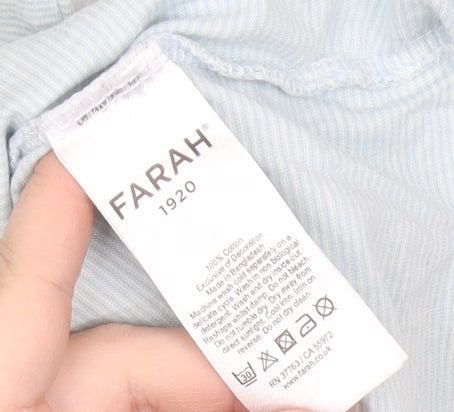 FARAH®
1920
100% Cotton
Exclusive of Decoration
Made in Bangladesh
Machine wash cold separately on a
delicate cycle. Wash in non biological
detergent. Wash and dry inside out.
Reshape whilst damp. Do not bleach.
Do not tumble dry. Dry away from
direct sunlight. Cool iron. Iron on
reverse. Do not dry clean.
30
RN 37763 / CA 55972
www.farah.co.uk